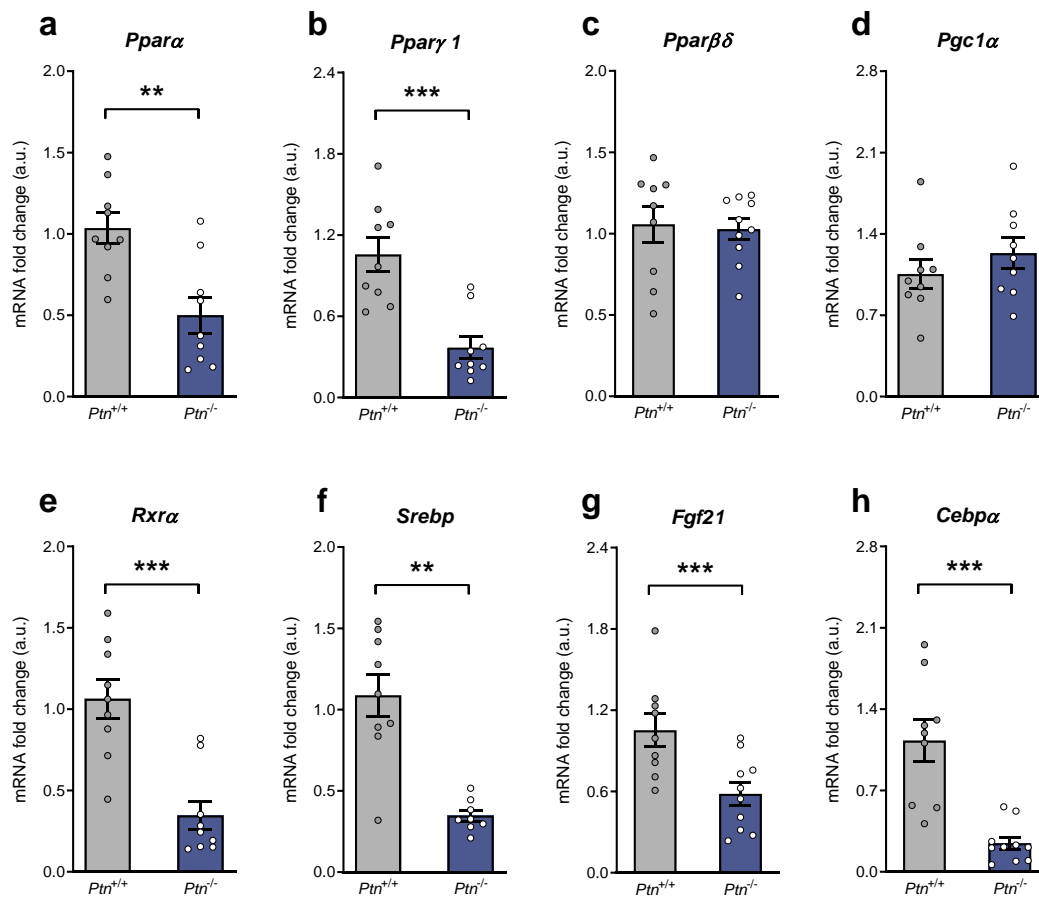 a
Pparα
mRNA fold change (a.u.)
2.0
1.5
1.0
0.5
0.0
**
Ptn+/+
Ptn-/-
b
Pparγ 1
mRNA fold change (a.u.)
2.4
1.8
1.2
0.6
0.0
***
Ptn+/+
Ptn-/-
c
Pparβδ
mRNA fold change (a.u.)
2.0
1.5
1.0
0.5
0.0
Ptn+/+
Ptn-/-
d
Pgc1α
mRNA fold change (a.u.)
2.8
2.1
1.4
0.7
0.0
Ptn+/+
Ptn-/-
e
Rxrα
mRNA fold change (a.u.)
2.0
1.5
1.0
0.5
0.0
***
Ptn+/+
Ptn-/-
f
Srebp
mRNA fold change (a.u.)
2.0
1.5
1.0
0.5
0.0
**
Ptn+/+
Ptn-/-
g
Fgf21
mRNA fold change (a.u.)
2.4
1.8
1.2
0.6
0.0
***
Ptn+/+
Ptn-/-
h
Cebpα
mRNA fold change (a.u.)
2.8
2.1
1.4
0.7
0.0
***
Ptn+/+
Ptn-/-